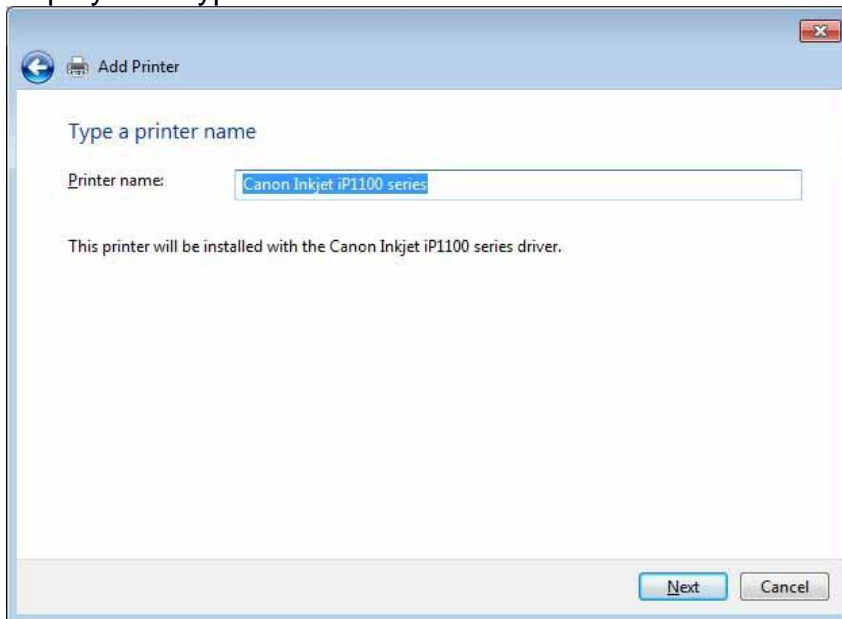 Add Printer
Type a printer name
Printer name: Canon Inkjet iP1100 series
This printer will be installed with the Canon Inkjet iP1100 series driver.
Next Cancel